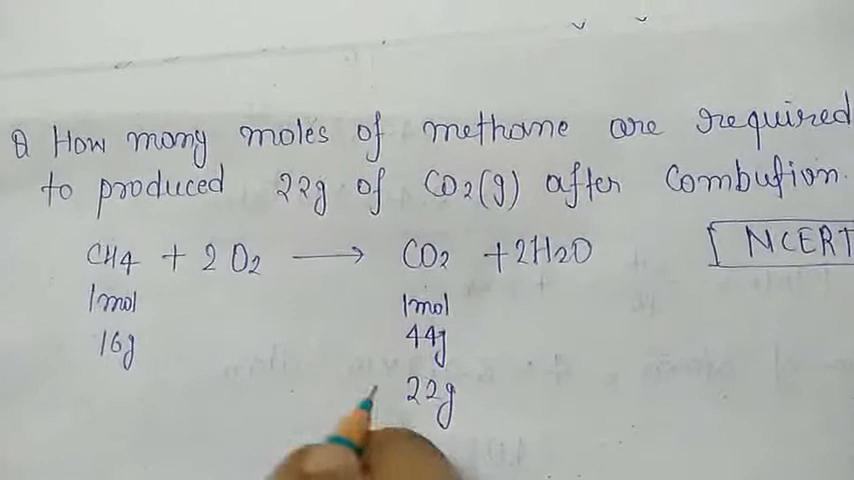 Q How many moles of methane are required
to produced 22g of CO2(g) after Combution.
CH4 + 2 O2 ⟶ CO2 + 2H2O [NCERT
1mol 1mol
16g 44g
22g